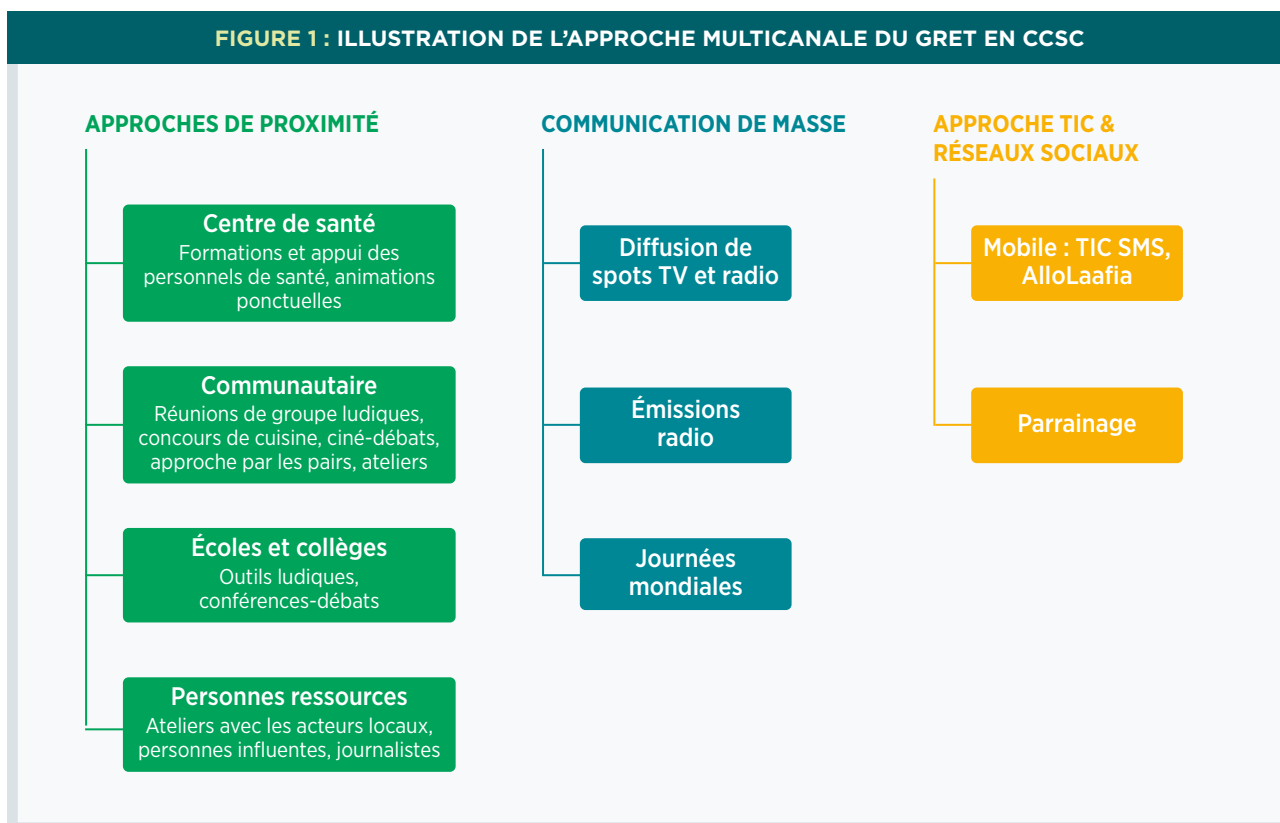 FIGURE 1 : ILLUSTRATION DE L'APPROCHE MULTICANALE DU GRET EN CCSC
APPROCHES DE PROXIMITÉ
Centre de santé
Formations et appui des
personnels de santé, animations
ponctuelles
Communautaire
Réunions de groupe ludiques,
concours de cuisine, ciné-débats,
approche par les pairs, ateliers
Écoles et collèges
Outils ludiques,
conférences-débats
Personnes ressources
Ateliers avec les acteurs locaux,
personnes influentes, journalistes
COMMUNICATION DE MASSE
Diffusion de
spots TV et radio
Émissions
radio
Journées
mondiales
APPROCHE TIC &
RÉSEAUX SOCIAUX
Mobile : TIC SMS,
AlloLaafia
Parrainage